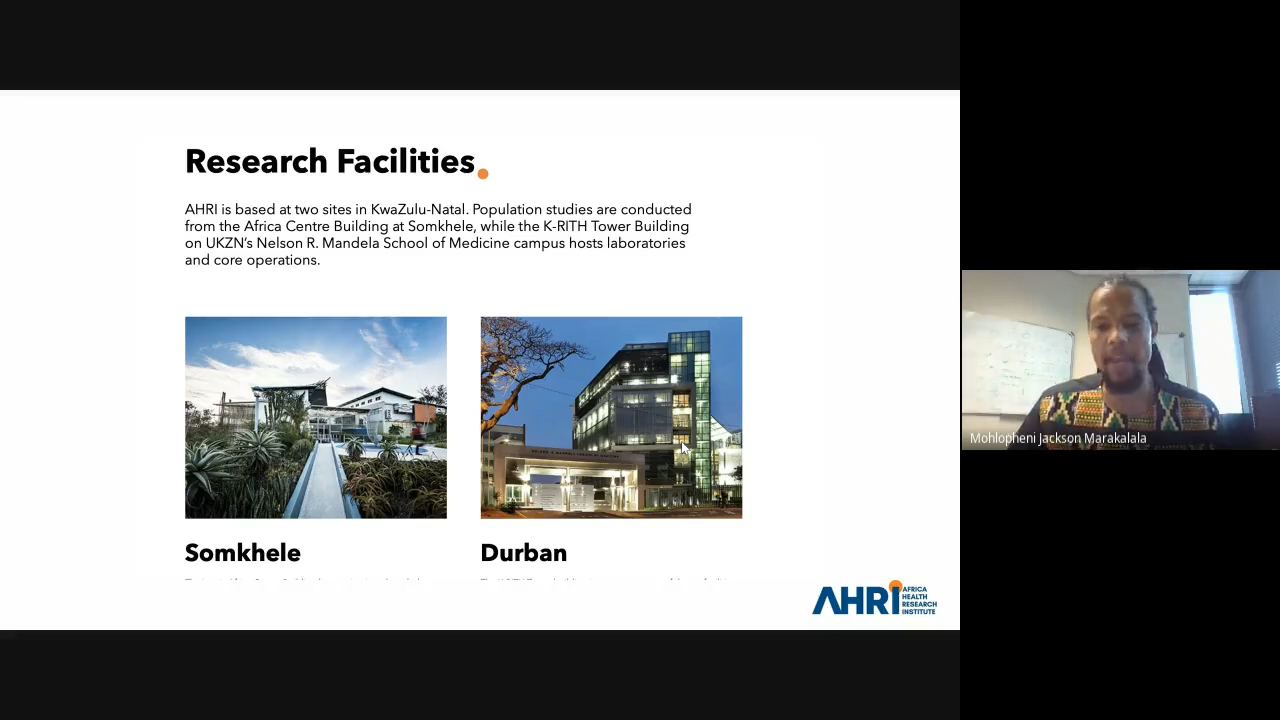 Research Facilities.
AHRI is based at two sites in KwaZulu-Natal. Population studies are conducted
from the Africa Centre Building at Somkhele, while the K-RITH Tower Building
on UKZN's Nelson R. Mandela School of Medicine campus hosts laboratories
and core operations.
Somkhele
Durban
AHRI AFRICA
HEALTH
RESEARCH
INSTITUTE
Mohlopheni Jackson Marakalala